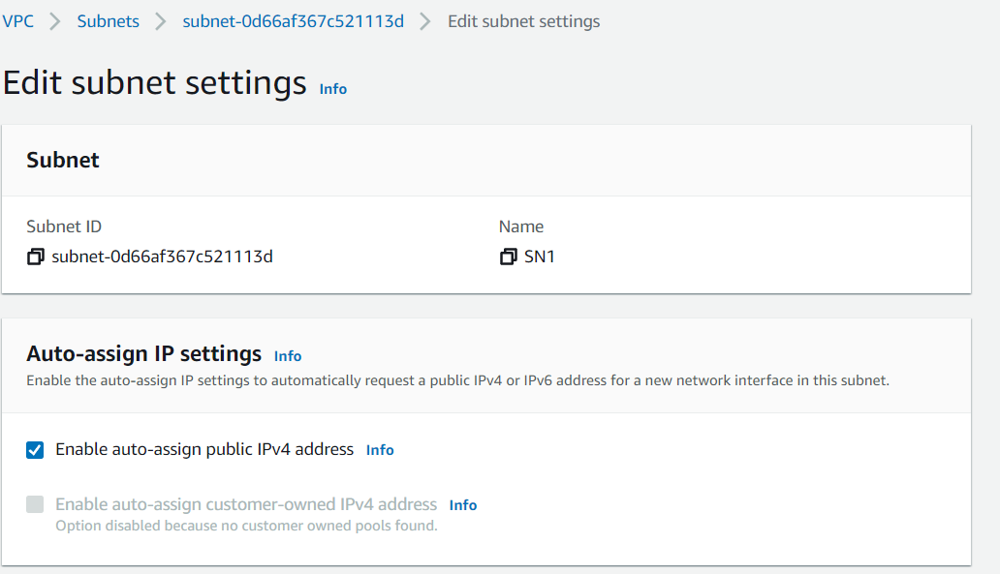 VPC > Subnets > subnet-0d66af367c521113d > Edit subnet settings
Edit subnet settings Info
Subnet
Subnet ID Name
subnet-0d66af367c521113d SN1
Auto-assign IP settings Info
Enable the auto-assign IP settings to automatically request a public IPv4 or IPv6 address for a new network interface in this subnet.
Enable auto-assign public IPv4 address Info
Enable auto-assign customer-owned IPv4 address Info
Option disabled because no customer owned pools found.